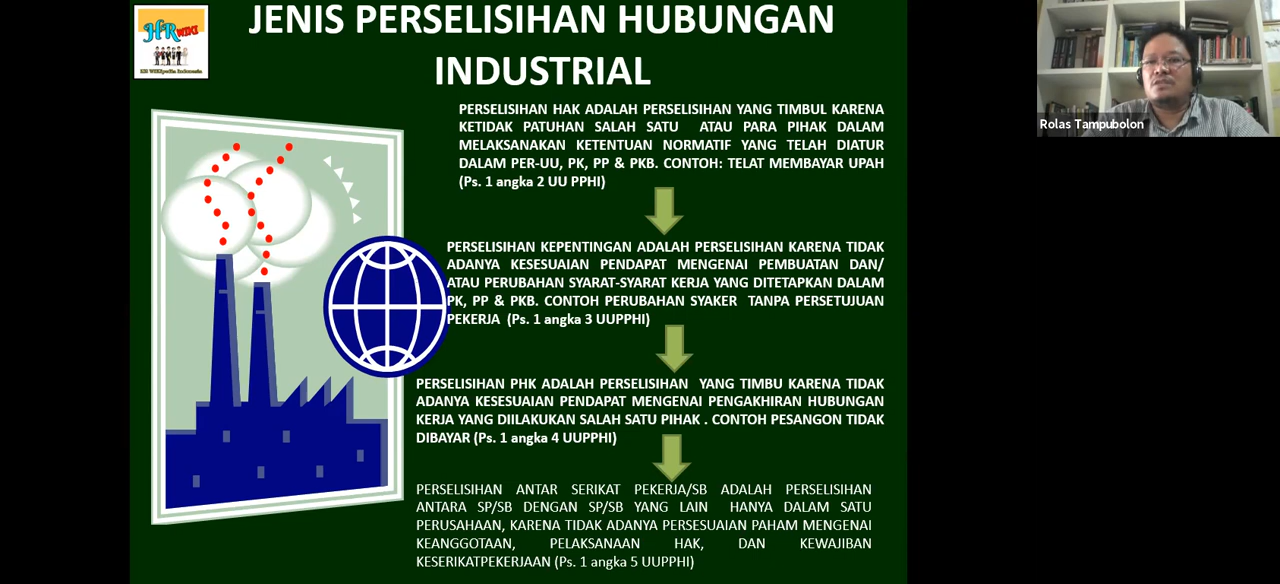 HR WIKI
HR WIKIpedia Indonesia
JENIS PERSELISIHAN HUBUNGAN
INDUSTRIAL
Rolas Tampubolon
PERSELISIHAN HAK ADALAH PERSELISIHAN YANG TIMBUL KARENA
KETIDAK PATUHAN SALAH SATU ATAU PARA PIHAK DALAM
MELAKSANAKAN KETENTUAN NORMATIF YANG TELAH DIATUR
DALAM PER-UU, PK, PP & PKB. CONTOH: TELAT MEMBAYAR UPAH
(Ps. 1 angka 2 UU PPHI)
PERSELISIHAN KEPENTINGAN ADALAH PERSELISIHAN KARENA TIDAK
ADANYA KESESUAIAN PENDAPAT MENGENAI PEMBUATAN DAN/
ATAU PERUBAHAN SYARAT-SYARAT KERJA YANG DITETAPKAN DALAM
PK, PP & PKB. CONTOH PERUBAHAN SYAKER TANPA PERSETUJUAN
PEKERJA (Ps. 1 angka 3 UUPPHI)
PERSELISIHAN PHK ADALAH PERSELISIHAN YANG TIMBU KARENA TIDAK
ADANYA KESESUAIAN PENDAPAT MENGENAI PENGAKHIRAN HUBUNGAN
KERJA YANG DIILAKUKAN SALAH SATU PIHAK . CONTOH PESANGON TIDAK
DIBAYAR (Ps. 1 angka 4 UUPPHI)
PERSELISIHAN ANTAR SERIKAT PEKERJA/SB ADALAH PERSELISIHAN
ANTARA SP/SB DENGAN SP/SB YANG LAIN HANYA DALAM SATU
PERUSAHAAN, KARENA TIDAK ADANYA PERSESUAIAN PAHAM MENGENAI
KEANGGOTAAN, PELAKSANAAN HAK, DAN KEWAJIBAN
KESERIKATPEKERJAAN (Ps. 1 angka 5 UUPPHI)